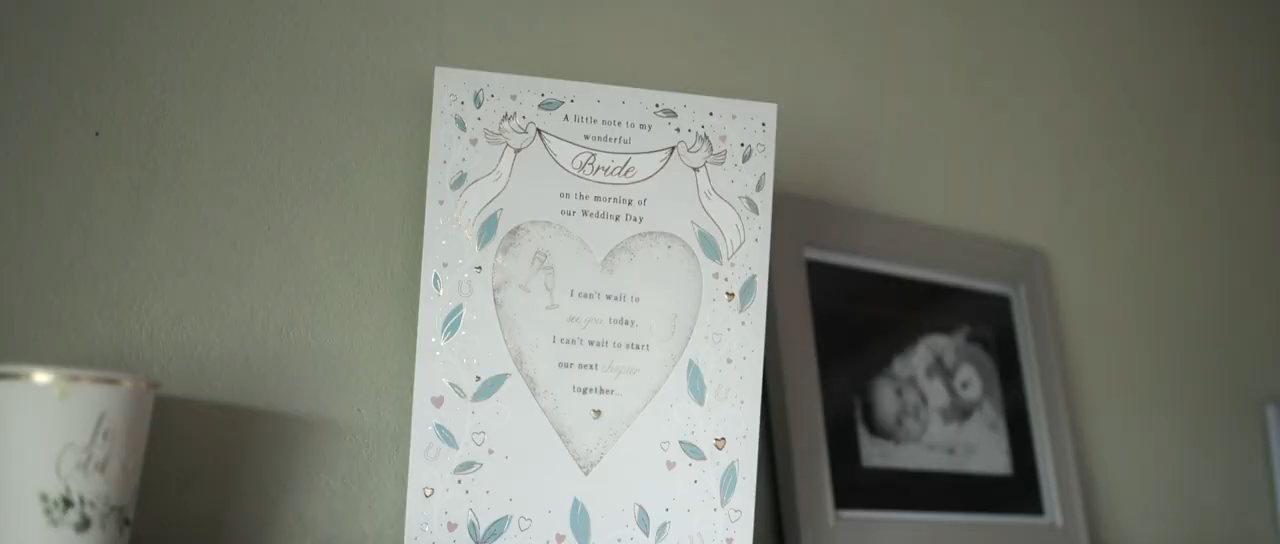 A little note to my
wonderful
Bride
on the morning of
our Wedding Day
I can't wait to
see you today.
I can't wait to start
our next chapter
together...